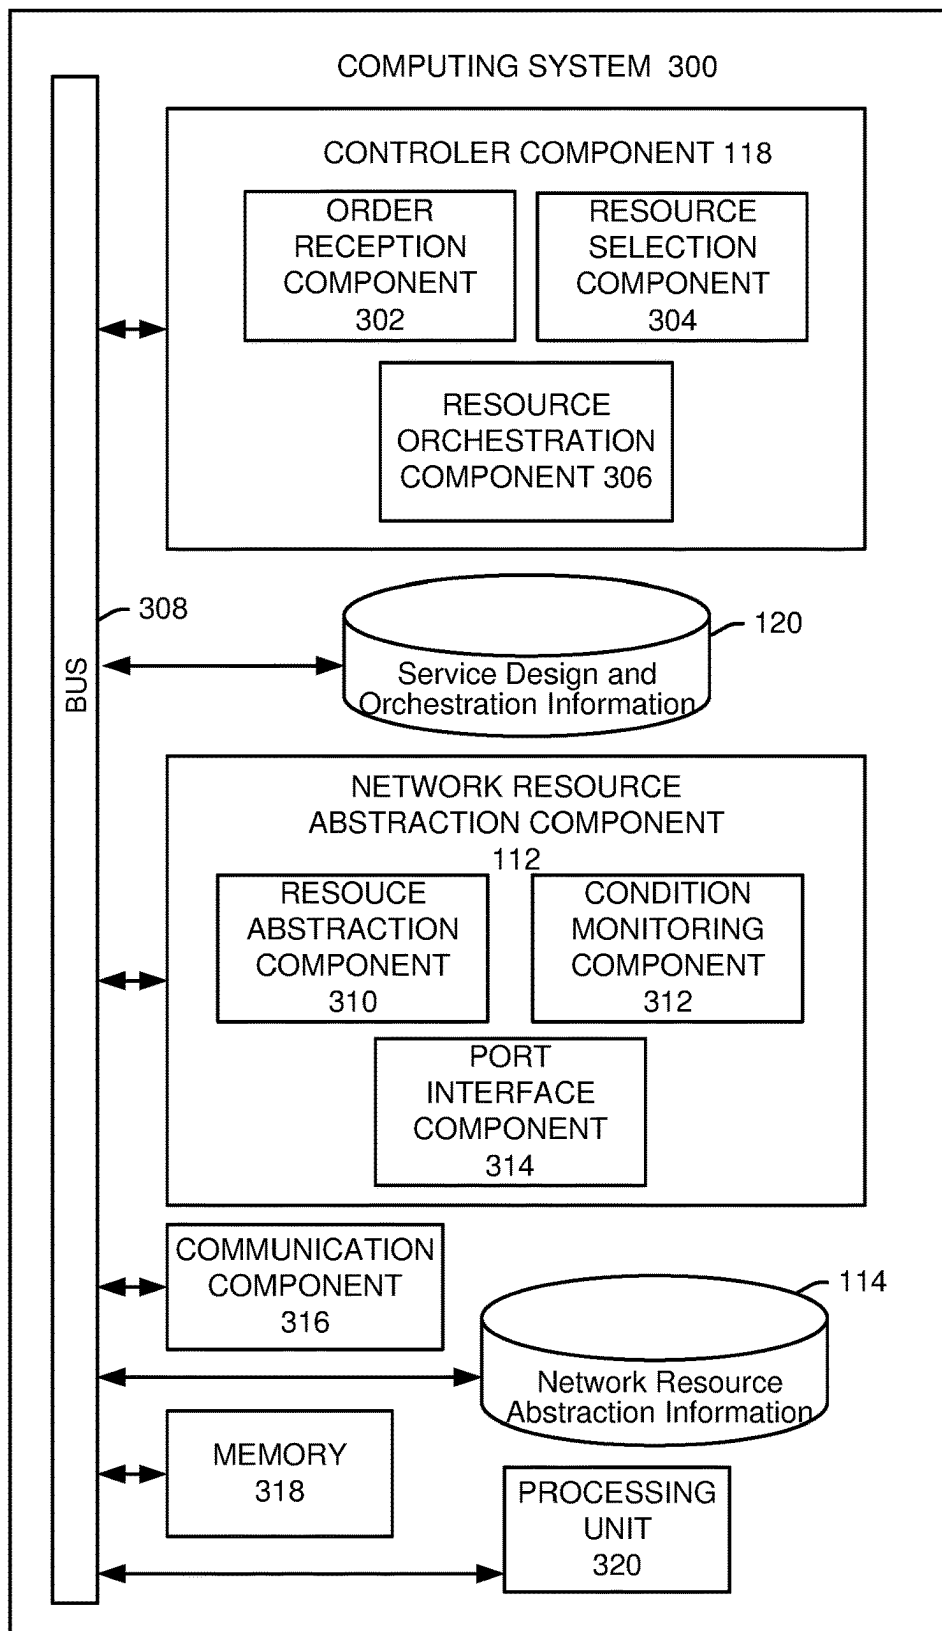 COMPUTING SYSTEM 300
CONTROLER COMPONENT 118
ORDER
RECEPTION
COMPONENT
302
RESOURCE
SELECTION
COMPONENT
304
RESOURCE
ORCHESTRATION
COMPONENT 306
308
BUS
120
Service Design and
Orchestration Information
NETWORK RESOURCE
ABSTRACTION COMPONENT
112
RESOUCE
ABSTRACTION
COMPONENT
310
CONDITION
MONITORING
COMPONENT
312
PORT
INTERFACE
COMPONENT
314
COMMUNICATION
COMPONENT
316
114
Network Resource
Abstraction Information
MEMORY
318
PROCESSING
UNIT
320